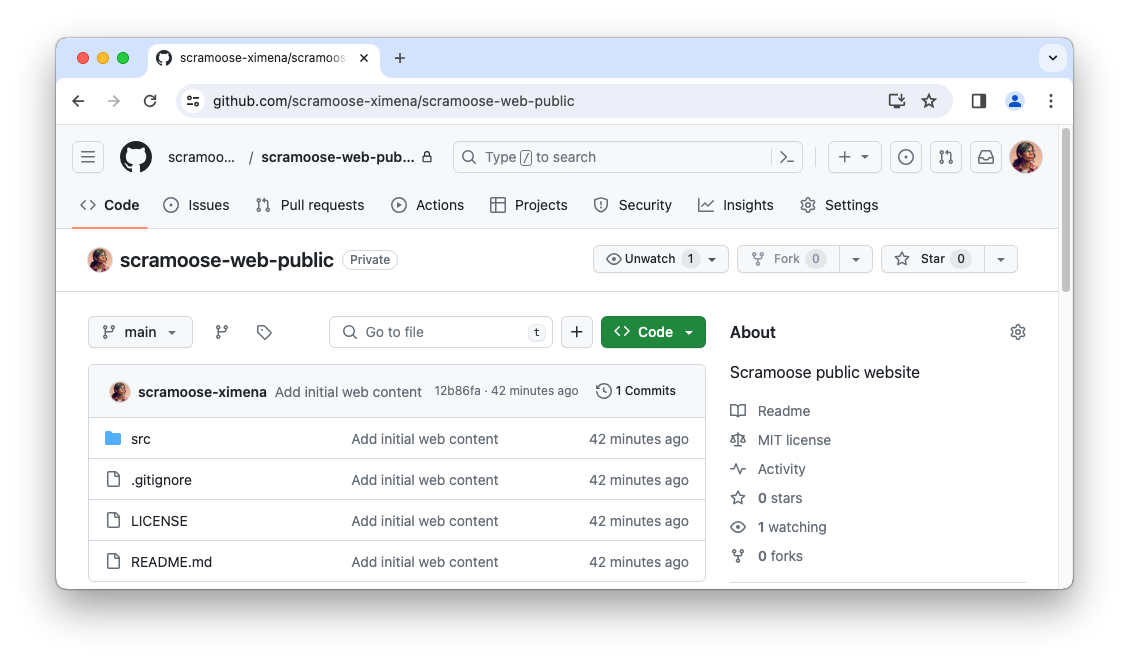 scramoose-ximena/scramoos
github.com/scramoose-ximena/scramoose-web-public
scramoo... / scramoose-web-pub... Type / to search
Code Issues Pull requests Actions Projects Security Insights Settings
scramoose-web-public Private Unwatch 1 Fork 0 Star 0
main Go to file t + Code About
Scramoose public website
scramoose-ximena Add initial web content 12b86fa · 42 minutes ago 1 Commits
src Add initial web content 42 minutes ago
.gitignore Add initial web content 42 minutes ago
LICENSE Add initial web content 42 minutes ago
README.md Add initial web content 42 minutes ago
Readme
MIT license
Activity
0 stars
1 watching
0 forks